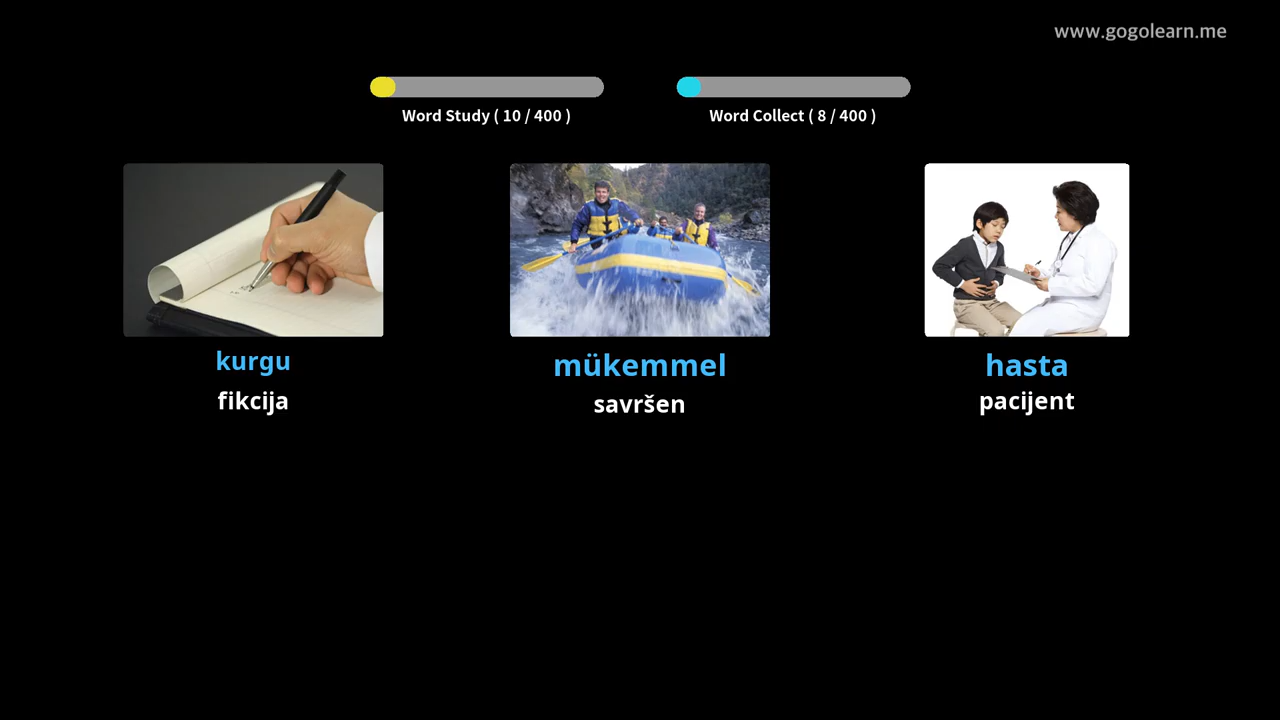 www.gogolearn.me
Word Study ( 10 / 400 )
Word Collect ( 8 / 400 )
kurgu
fikcija
mükemmel
savršen
hasta
pacijent